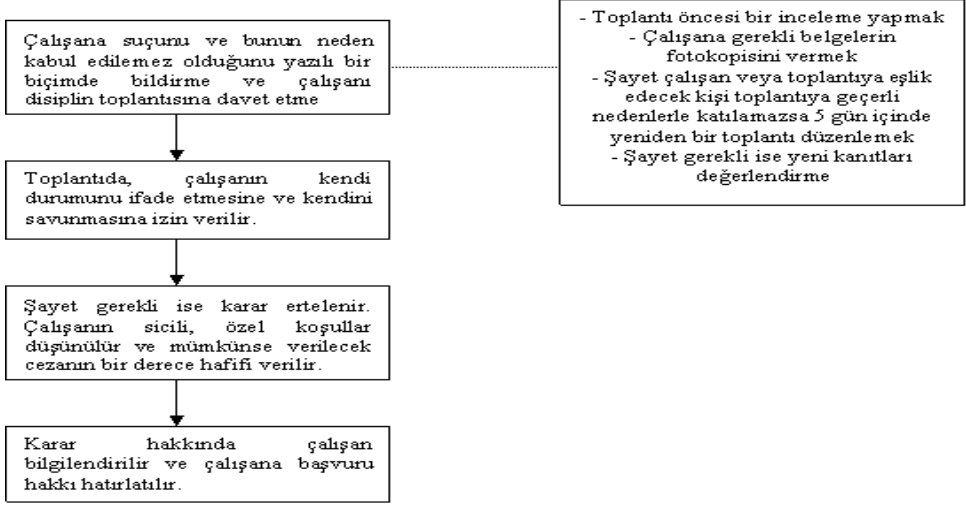 Çalışana suçunu ve bunun neden
kabul edilemez olduğunu yazılı bir
biçimde bildirme ve çalışanı
disiplin toplantısına davet etme
- Toplantı öncesi bir inceleme yapmak
- Çalışana gerekli belgelerin
fotokopisini vermek
- Şayet çalışan veya toplantıya eşlik
edecek kişi toplantıya geçerli
nedenlerle katılamazsa 5 gün içinde
yeniden bir toplantı düzenlemek
- Şayet gerekli ise yeni kanıtları
değerlendirme
Toplantıda, çalışanın kendi
durumunu ifade etmesine ve kendini
savunmasına izin verilir.
Şayet gerekli ise karar ertelenir.
Çalışanın sicili, özel koşullar
düşünülür ve mümkünse verilecek
cezanın bir derece hafifi verilir.
Karar hakkında çalışan
bilgilendirilir ve çalışana başvuru
hakkı hatırlatılır.